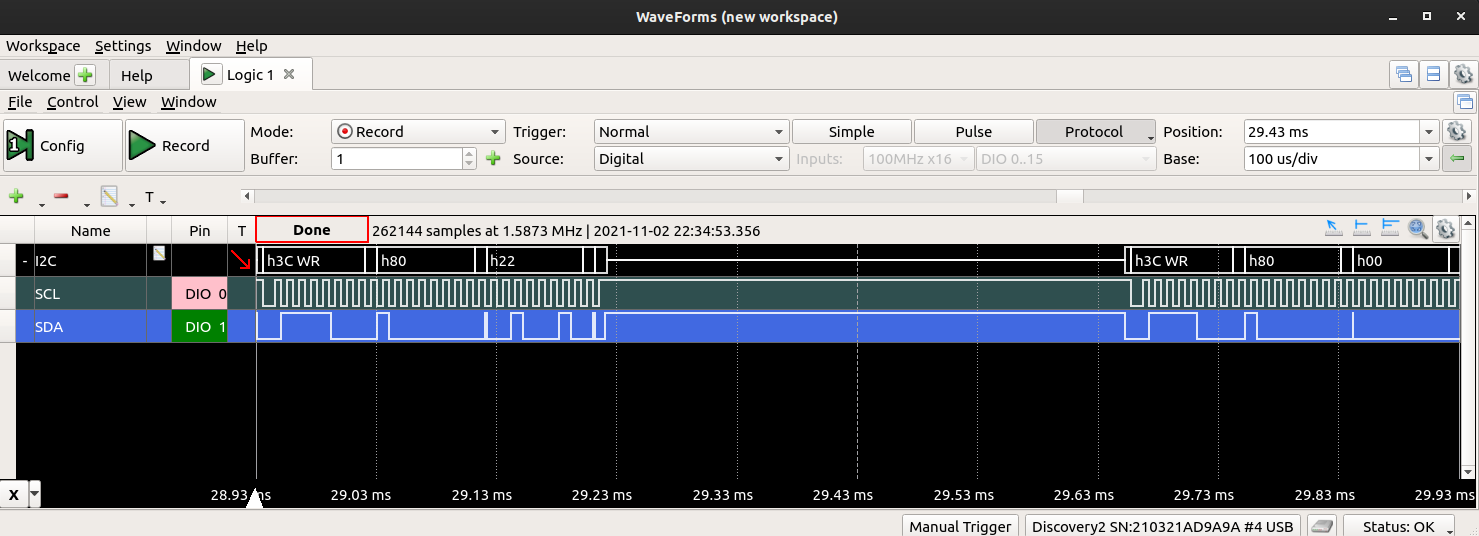 WaveForms (new workspace)
Workspace Settings Window Help
Welcome Help Logic 1
File Control View Window
Config Record Mode: Record Trigger: Normal Simple Pulse Protocol Position: 29.43 ms
Buffer: 1 Source: Digital Inputs: 100MHz x16 DIO 0..15 Base: 100 us/div
T
Name Pin T Done 262144 samples at 1.5873 MHz | 2021-11-02 22:34:53.356
- I2C h3C WR h80 h22 h3C WR h80 h00
SCL DIO 0
SDA DIO 1
X 28.93 ms 29.03 ms 29.13 ms 29.23 ms 29.33 ms 29.43 ms 29.53 ms 29.63 ms 29.73 ms 29.83 ms 29.93 ms
Manual Trigger Discovery2 SN:210321AD9A9A #4 USB Status: OK